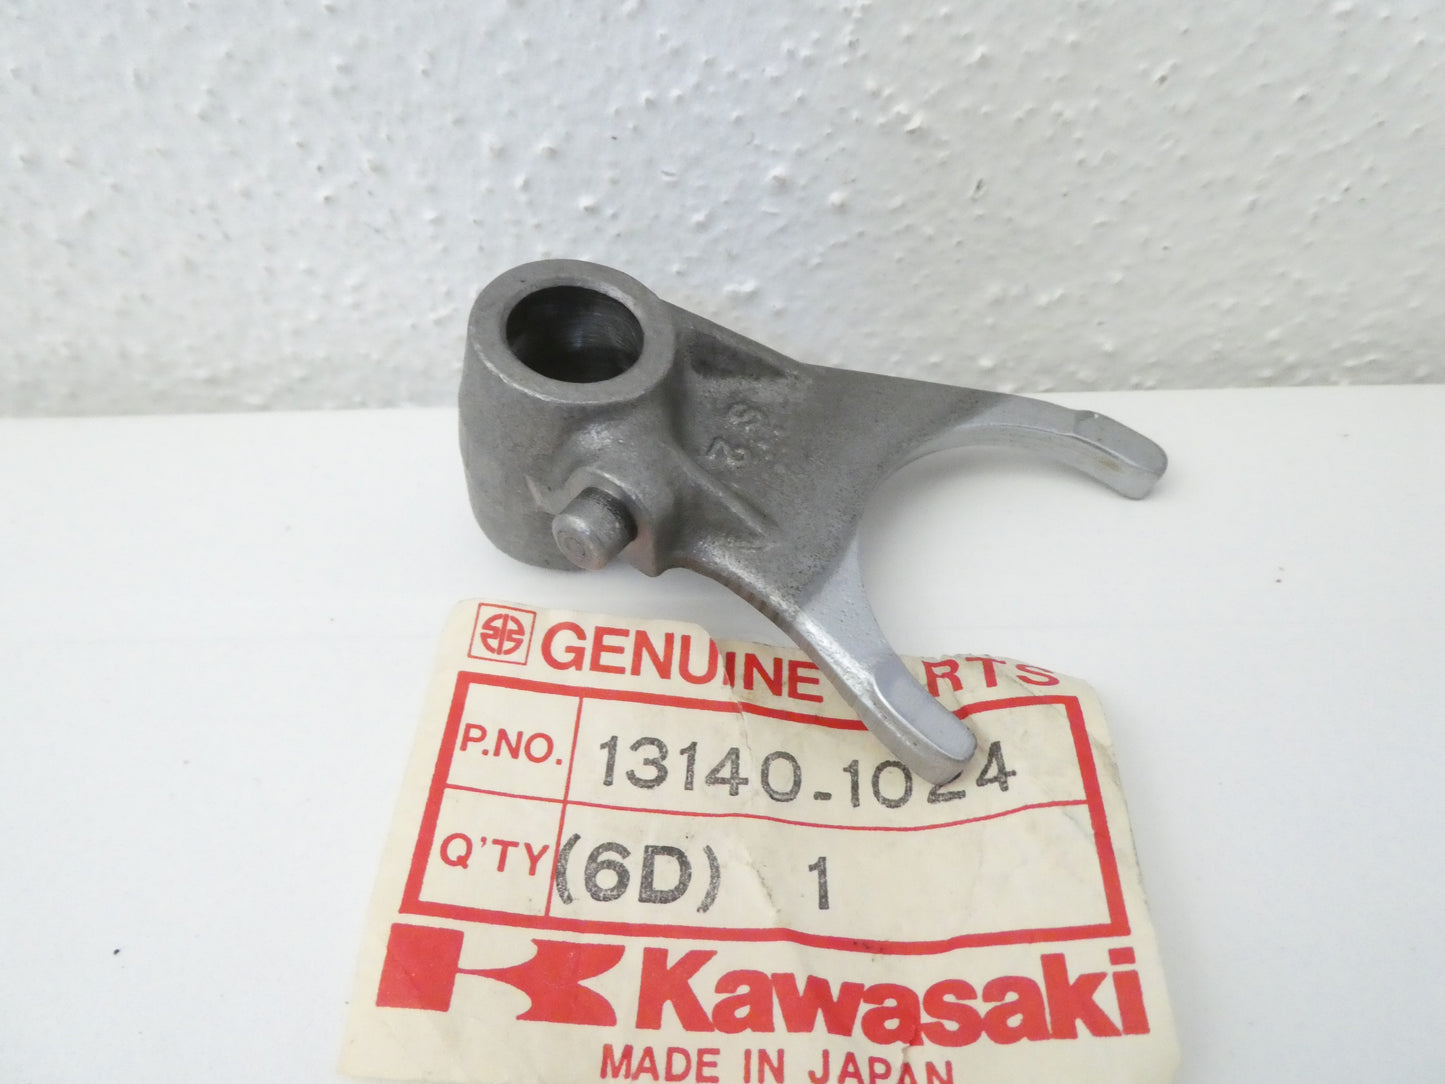 GENUINE PARTS
P.NO. 13140-1024
Q'TY (6D) 1
Kawasaki
MADE IN JAPAN